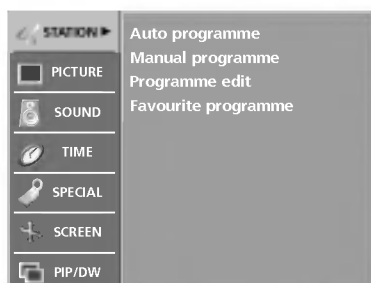 STATION
PICTURE
SOUND
TIME
SPECIAL
SCREEN
PIP/DW
Auto programme
Manual programme
Programme edit
Favourite programme